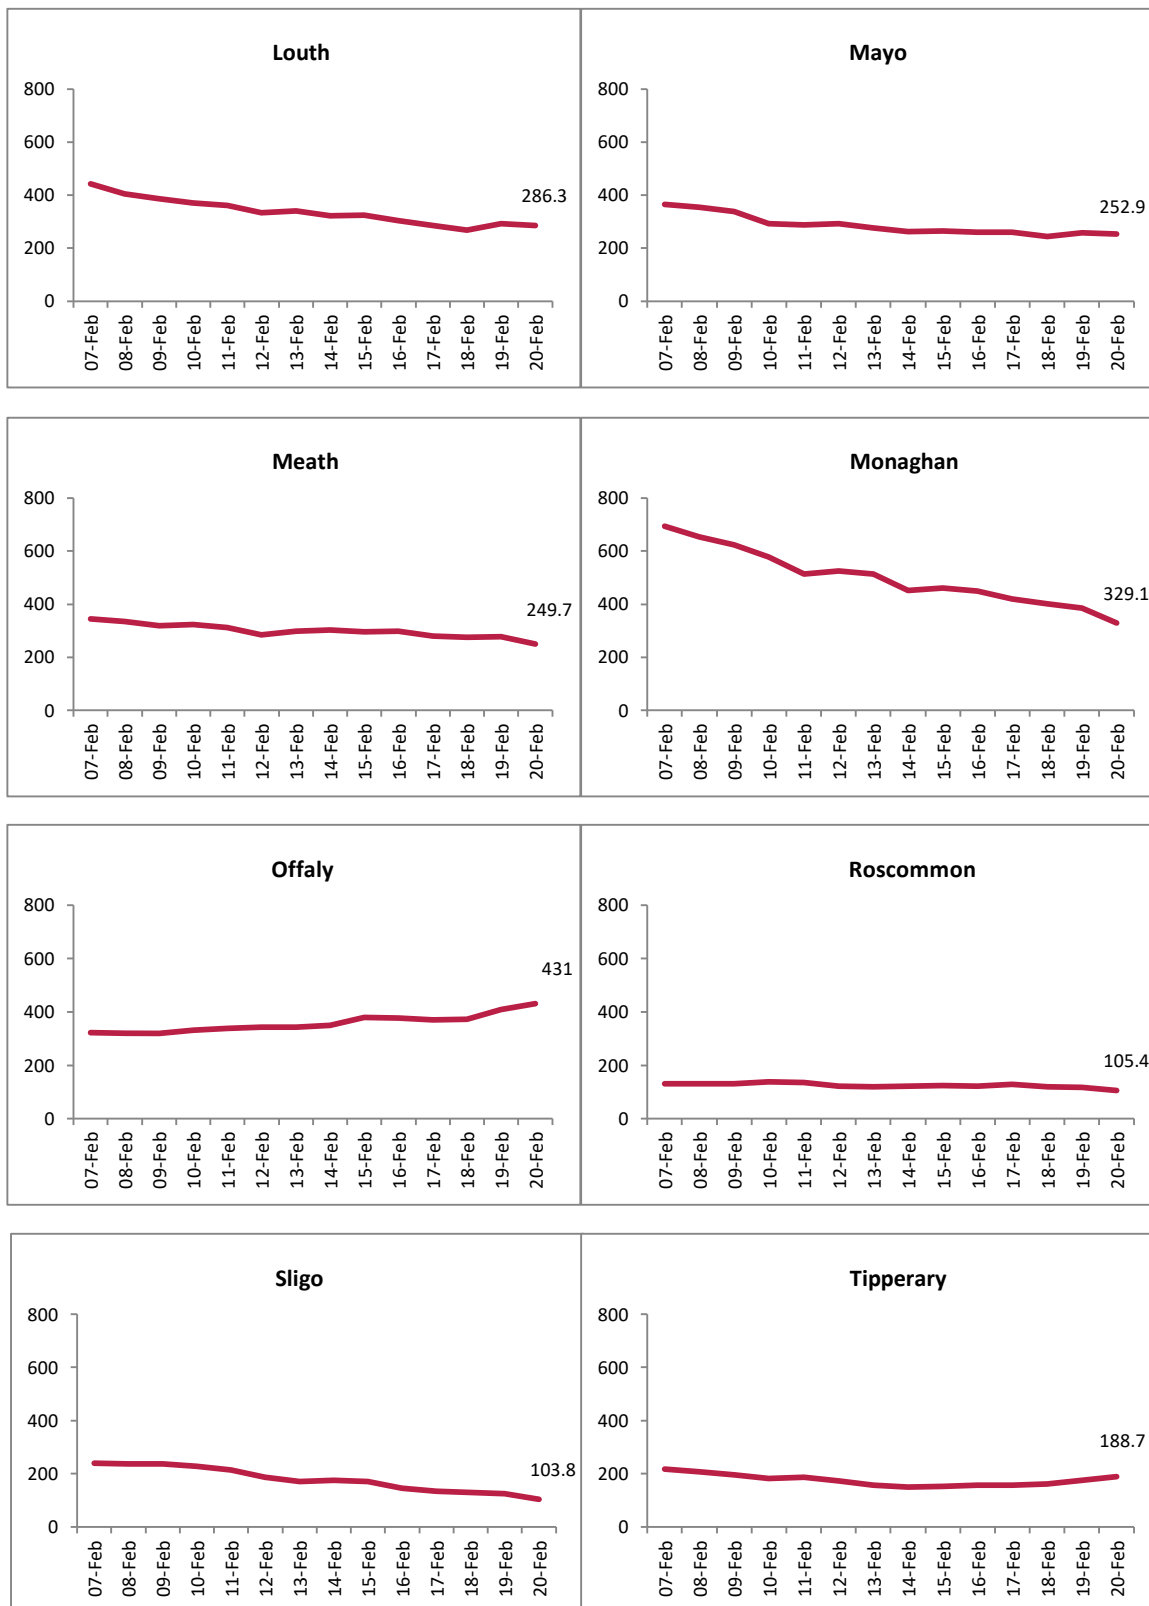 Louth
800
600
400
200
0
286.3
07-Feb
08-Feb
09-Feb
10-Feb
11-Feb
12-Feb
13-Feb
14-Feb
15-Feb
16-Feb
17-Feb
18-Feb
19-Feb
20-Feb
Mayo
800
600
400
200
0
252.9
07-Feb
08-Feb
09-Feb
10-Feb
11-Feb
12-Feb
13-Feb
14-Feb
15-Feb
16-Feb
17-Feb
18-Feb
19-Feb
20-Feb
Meath
800
600
400
200
0
249.7
07-Feb
08-Feb
09-Feb
10-Feb
11-Feb
12-Feb
13-Feb
14-Feb
15-Feb
16-Feb
17-Feb
18-Feb
19-Feb
20-Feb
Monaghan
800
600
400
200
0
329.1
07-Feb
08-Feb
09-Feb
10-Feb
11-Feb
12-Feb
13-Feb
14-Feb
15-Feb
16-Feb
17-Feb
18-Feb
19-Feb
20-Feb
Offaly
800
600
400
200
0
431
07-Feb
08-Feb
09-Feb
10-Feb
11-Feb
12-Feb
13-Feb
14-Feb
15-Feb
16-Feb
17-Feb
18-Feb
19-Feb
20-Feb
Roscommon
800
600
400
200
0
105.4
07-Feb
08-Feb
09-Feb
10-Feb
11-Feb
12-Feb
13-Feb
14-Feb
15-Feb
16-Feb
17-Feb
18-Feb
19-Feb
20-Feb
Sligo
800
600
400
200
0
103.8
07-Feb
08-Feb
09-Feb
10-Feb
11-Feb
12-Feb
13-Feb
14-Feb
15-Feb
16-Feb
17-Feb
18-Feb
19-Feb
20-Feb
Tipperary
800
600
400
200
0
188.7
07-Feb
08-Feb
09-Feb
10-Feb
11-Feb
12-Feb
13-Feb
14-Feb
15-Feb
16-Feb
17-Feb
18-Feb
19-Feb
20-Feb